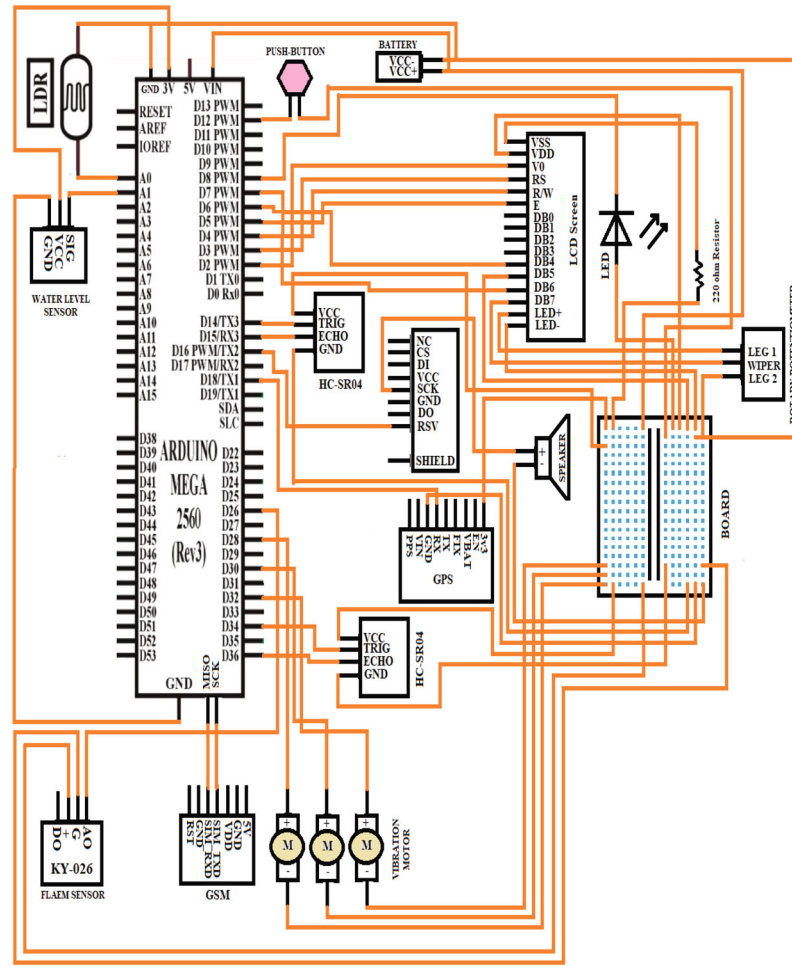 BATTERY
VCC-
VCC+
PUSH-BUTTON
LDR
GND 3V 5V VIN
RESET
AREF
IOREF
A0
A1
A2
A3
A4
A5
A6
A7
A8
A9
A10
A11
A12
A13
A14
A15
D38
D39
D40
D41
D42
D43
D44
D45
D46
D47
D48
D49
D50
D51
D52
D53
D13 PWM
D12 PWM
D11 PWM
D10 PWM
D9 PWM
D8 PWM
D7 PWM
D6 PWM
D5 PWM
D4 PWM
D3 PWM
D2 PWM
D1 TX0
D0 Rx0
D14/TX3
D15/RX3
D16 PWM/TX2
D17 PWM/RX2
D18/TX1
D19/TX1
SDA
SLC
D22
D23
D24
D25
D26
D27
D28
D29
D30
D31
D32
D33
D34
D35
D36
ARDUINO
MEGA
2560
(Rev3)
GND
MISO
SCK
SIG
VCC
GND
WATER LEVEL
SENSOR
VCC
TRIG
ECHO
GND
HC-SR04
NC
CS
DI
VCC
SCK
GND
DO
RSV
SHIELD
VSS
VDD
V0
RS
R/W
E
DB0
DB1
DB2
DB3
DB4
DB5
DB6
DB7
LED+
LED-
LCD Screen
LED
220 ohm Resistor
LEG 1
WIPER
LEG 2
SPEAKER
+
-
BOARD
PPS
VIN
GND
RX
TX
FIX
VBAT
EN
3v3
GPS
VCC
TRIG
ECHO
GND
HC-SR04
DO
+
G
AO
KY-026
FLAEM SENSOR
RST
GND
SIM_RXD
SIM_TXD
VDD
GND
5V
GSM
+
M
-
+
M
-
+
M
-
VIBRATION
MOTOR